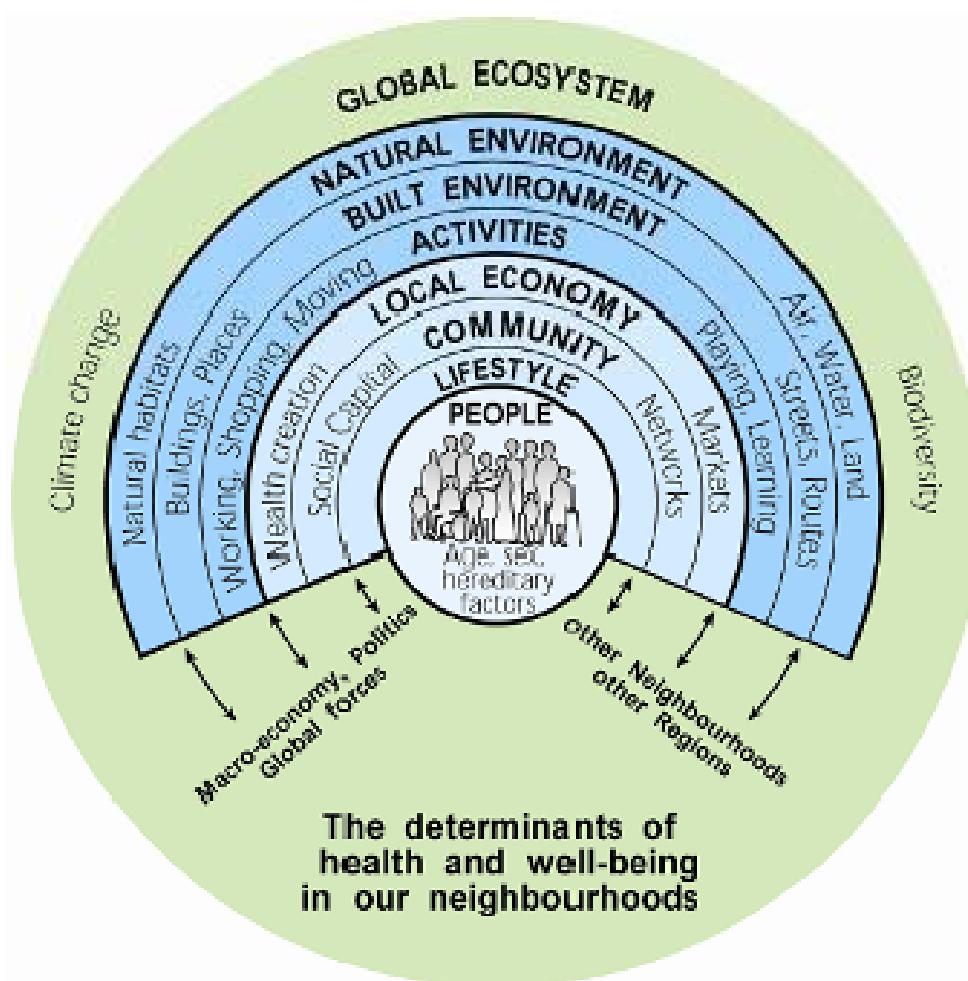 GLOBAL ECOSYSTEM
NATURAL ENVIRONMENT
BUILT ENVIRONMENT
ACTIVITIES
LOCAL ECONOMY
COMMUNITY
LIFESTYLE
PEOPLE
Age, sex,
hereditary
factors
Climate change
Natural habitats
Buildings, Places
Working, Shopping, Moving
Wealth creation
Social Capital
Networks
Markets
Playing, Learning
Streets, Routes
Air, Water, Land
Biodiversity
Macro-economy, Politics
Global forces
Other Neighbourhoods
other Regions
The determinants of
health and well-being
in our neighbourhoods